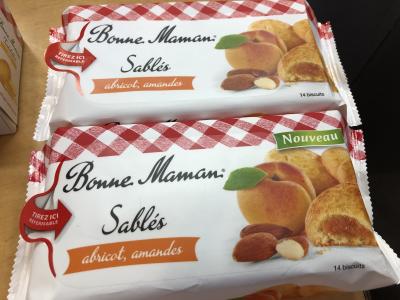 TIREZ ICI
REFERMABLE
Bonne Maman
Sablés
abricot, amandes
14 biscuits
Nouveau
TIREZ ICI
REFERMABLE
Bonne Maman
Sablés
abricot, amandes
14 biscuits